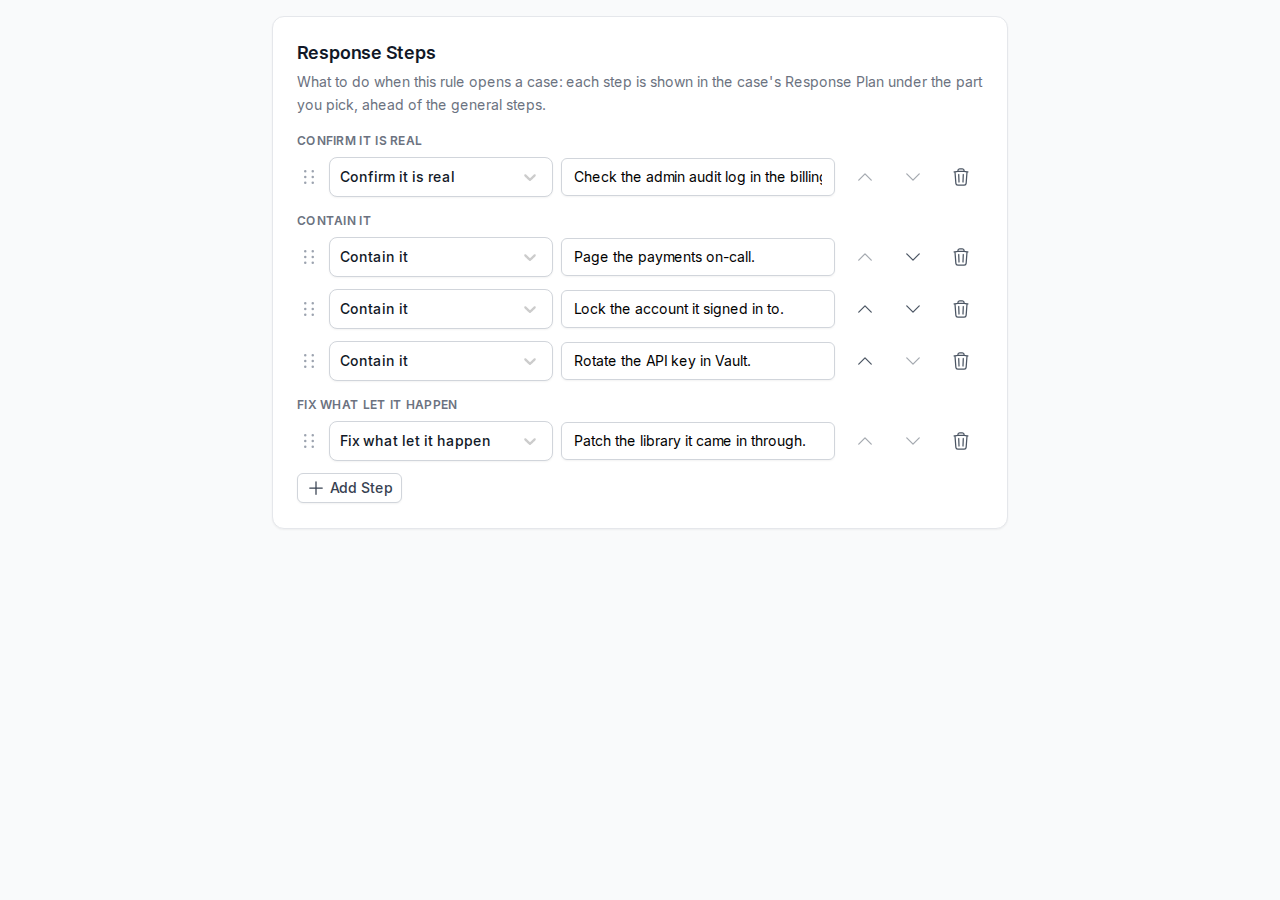 Response Steps
What to do when this rule opens a case: each step is shown in the case's Response Plan under the part
you pick, ahead of the general steps.
CONFIRM IT IS REAL
Confirm it is real
Check the admin audit log in the billing
CONTAIN IT
Contain it
Page the payments on-call.
Contain it
Lock the account it signed in to.
Contain it
Rotate the API key in Vault.
FIX WHAT LET IT HAPPEN
Fix what let it happen
Patch the library it came in through.
Add Step